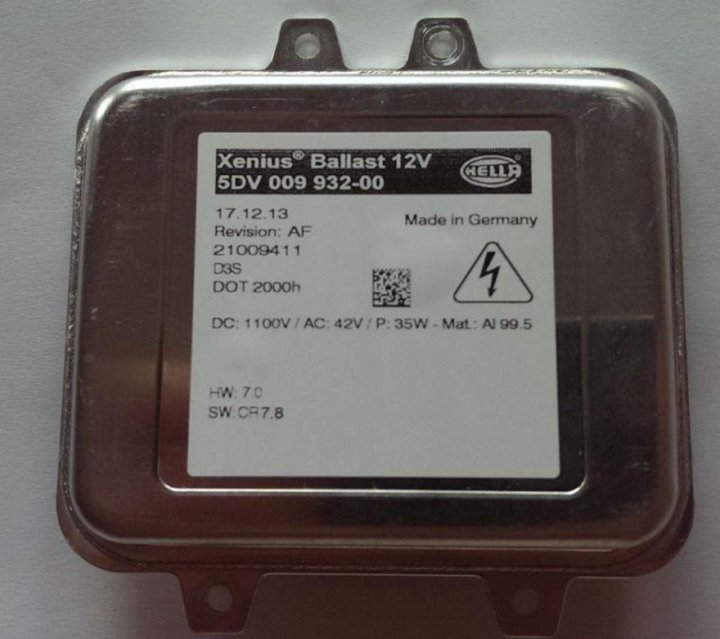 Xenius® Ballast 12V
5DV 009 932-00
HELLA
17.12.13
Made in Germany
Revision: AF
21009411
D3S
DOT 2000h
DC: 1100V / AC: 42V / P: 35W - Mat.: Al 99.5
HW: 7.0
SW: CR7.8